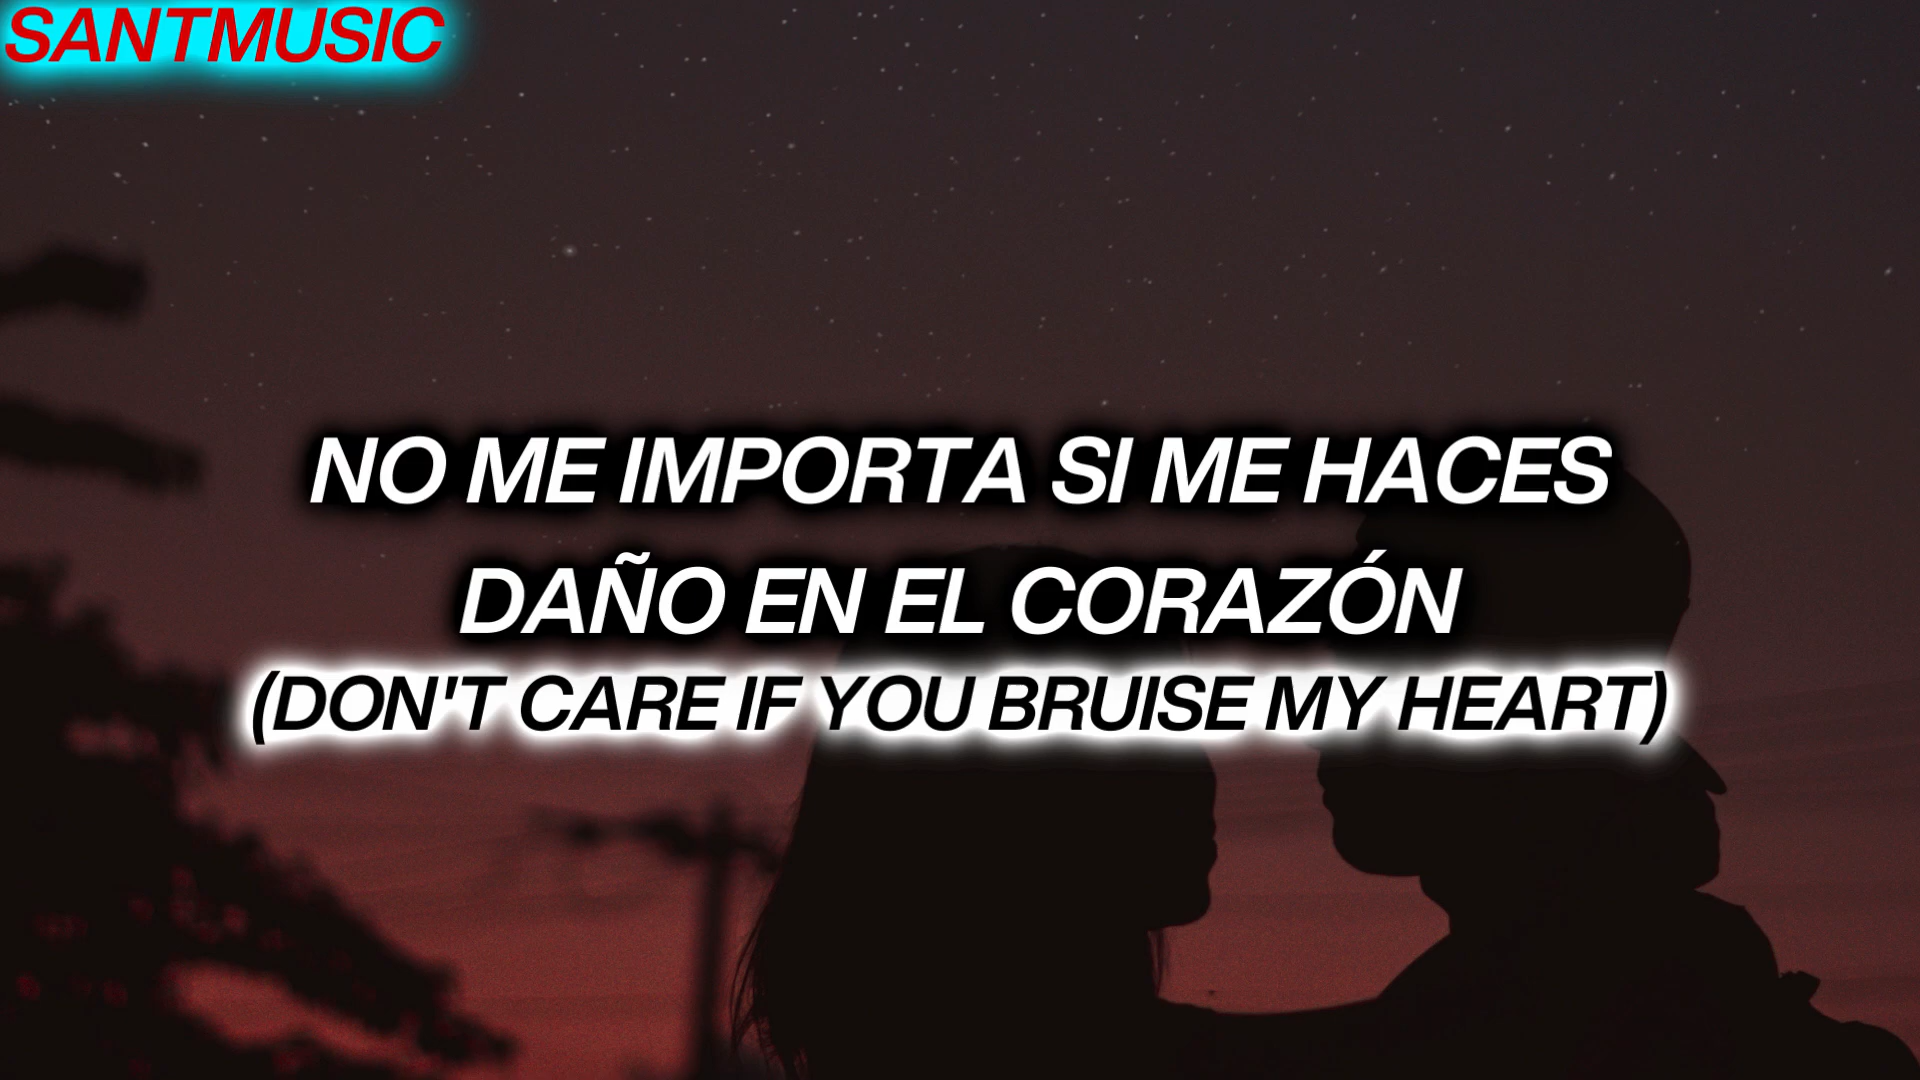 SANTMUSIC
NO ME IMPORTA SI ME HACES
DAÑO EN EL CORAZÓN
(DON'T CARE IF YOU BRUISE MY HEART)